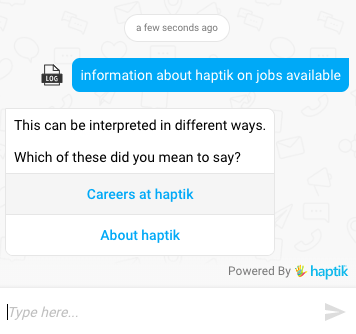 a few seconds ago
LOG
information about haptik on jobs available
This can be interpreted in different ways.
Which of these did you mean to say?
Careers at haptik
About haptik
Powered By haptik
Type here...